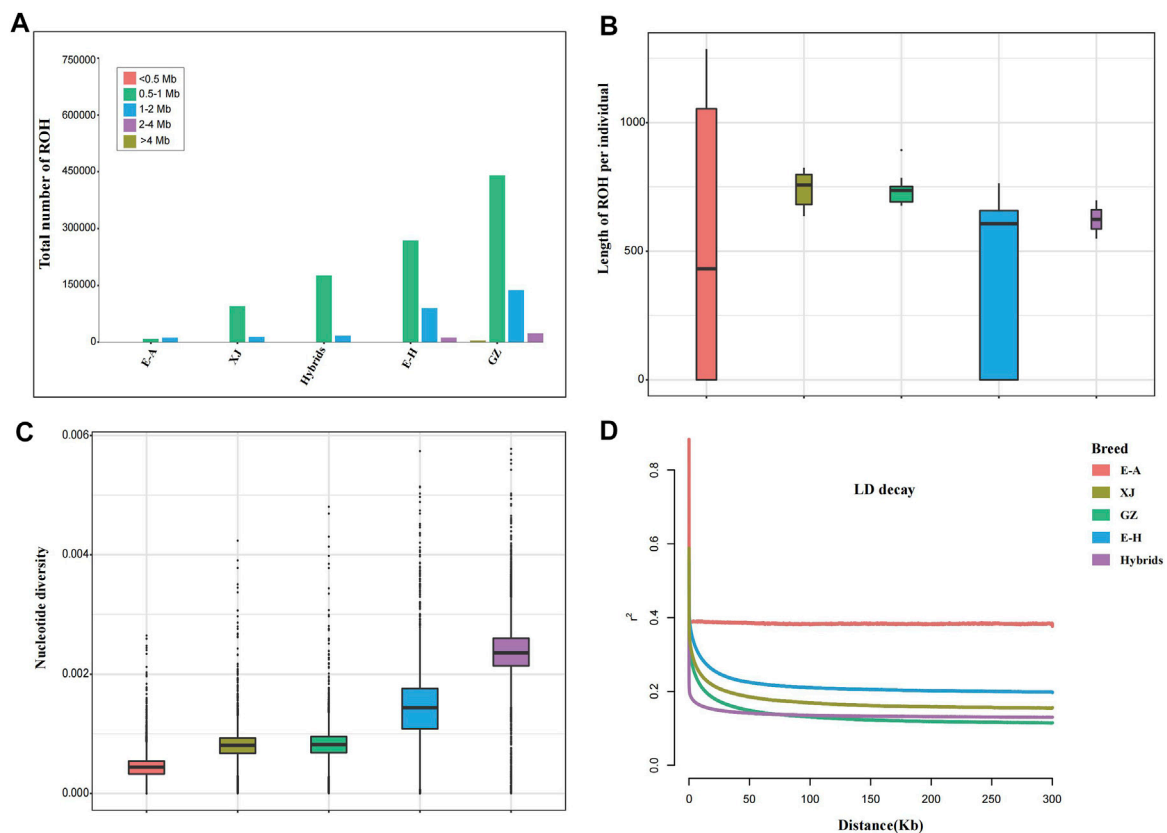 A
Total number of ROH
750000
600000
450000
300000
150000
0
<0.5 Mb
0.5-1 Mb
1-2 Mb
2-4 Mb
>4 Mb
E-A
XJ
Hybrids
E-H
GZ
B
Length of ROH per individual
1000
500
0
C
Nucleotide diversity
0.006
0.004
0.002
0.000
D
LD decay
r²
0.8
0.6
0.4
0.2
0.0
0
50
100
150
200
250
300
Distance(Kb)
Breed
E-A
XJ
GZ
E-H
Hybrids